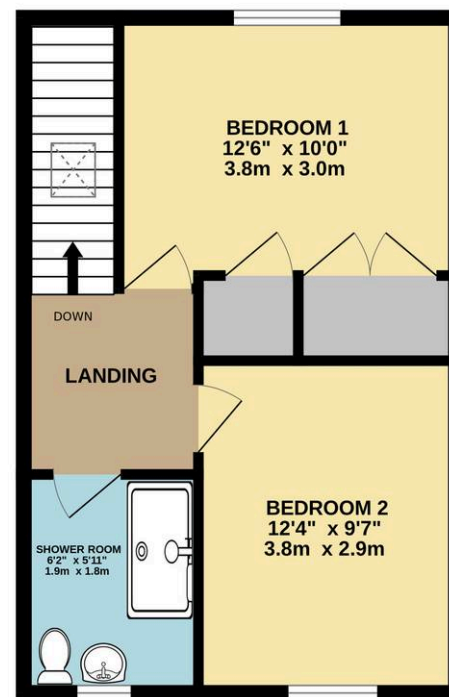 BEDROOM 1
12'6" x 10'0"
3.8m x 3.0m
DOWN
LANDING
BEDROOM 2
12'4" x 9'7"
3.8m x 2.9m
SHOWER ROOM
6'2" x 5'11"
1.9m x 1.8m